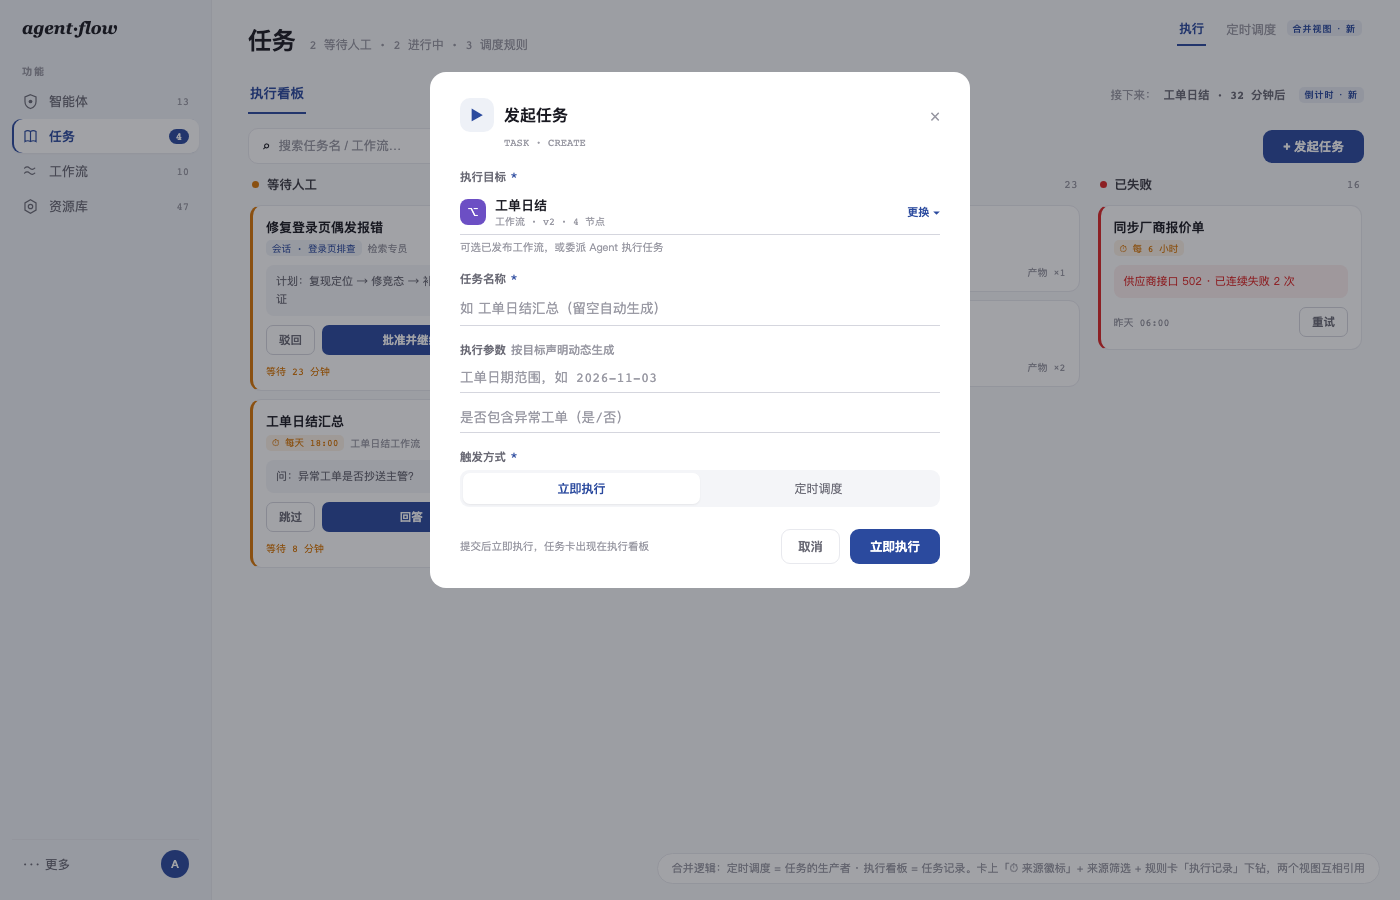 agent·flow
功能
智能体 13
任务 4
工作流 10
资源库 47
··· 更多 A
任务 2 等待人工 · 2 进行中 · 3 调度规则
执行 定时调度 合并视图 · 新
执行看板
接下来： 工单日结 · 32 分钟后 倒计时 · 新
搜索任务名 / 工作流…
+ 发起任务
等待人工
修复登录页偶发报错
会话 · 登录页排查 检索专员
计划：复现定位 → 修竞态 →
证
驳回
等待 23 分钟
工单日结汇总
每天 18:00 工单日结工作流
问：异常工单是否抄送主管?
跳过 回答
等待 8 分钟
23
产物 ×1
产物 ×2
已失败 16
同步厂商报价单
每 6 小时
供应商接口 502 · 已连续失败 2 次
昨天 06:00 重试
发起任务 ×
TASK · CREATE
执行目标 *
工单日结
工作流 · v2 · 4 节点
更换
可选已发布工作流，或委派 Agent 执行任务
任务名称 *
如 工单日结汇总（留空自动生成）
执行参数 按目标声明动态生成
工单日期范围，如 2026-11-03
是否包含异常工单（是/否）
触发方式 *
立即执行 定时调度
提交后立即执行，任务卡出现在执行看板
取消 立即执行
合并逻辑：定时调度 = 任务的生产者 · 执行看板 = 任务记录。卡上「⏱ 来源徽标」+ 来源筛选 + 规则卡「执行记录」下钻，两个视图互相引用